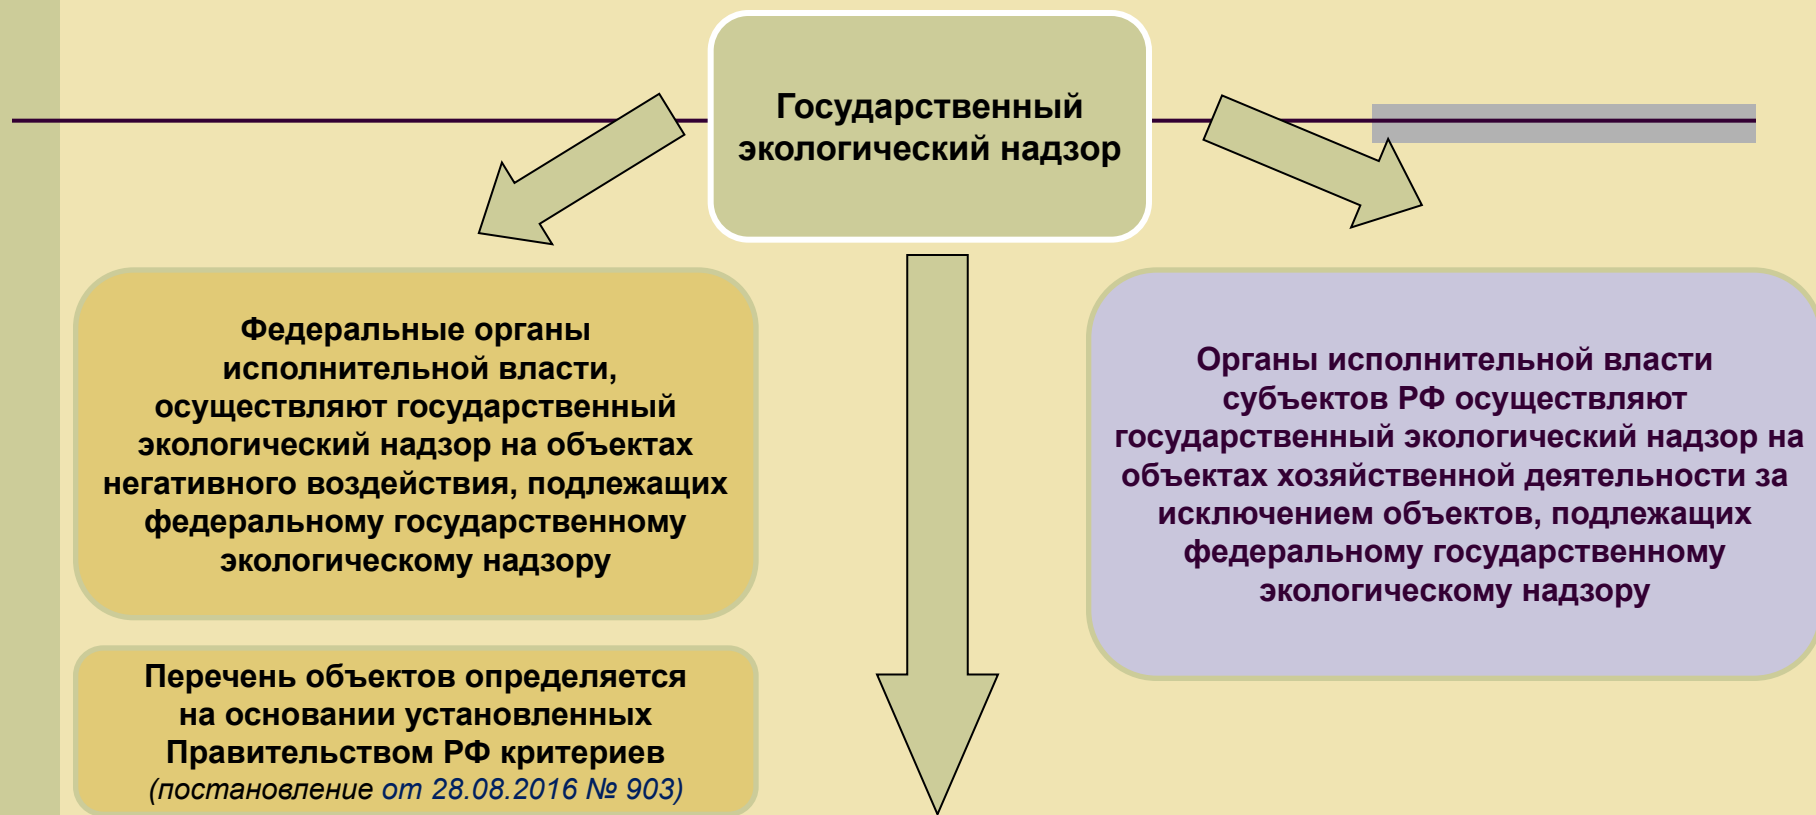 Государственный
экологический надзор
Федеральные органы
исполнительной власти,
осуществляют государственный
экологический надзор на объектах
негативного воздействия, подлежащих
федеральному государственному
экологическому надзору
Перечень объектов определяется
на основании установленных
Правительством РФ критериев
(постановление от 28.08.2016 № 903)
Органы исполнительной власти
субъектов РФ осуществляют
государственный экологический надзор на
объектах хозяйственной деятельности за
исключением объектов, подлежащих
федеральному государственному
экологическому надзору